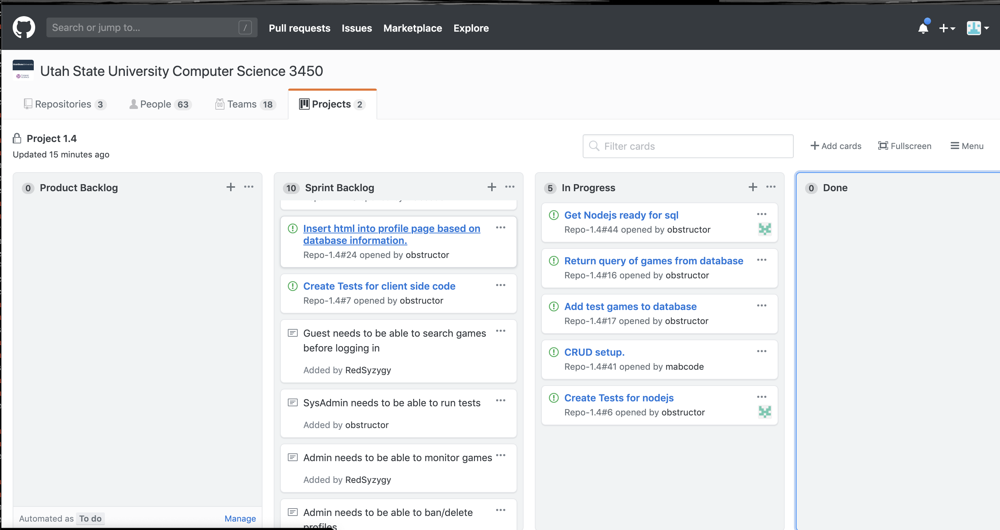 Search or jump to...
/
Pull requests
Issues
Marketplace
Explore
UtahStateUniversity
Computer
SCIENCE
Utah State University Computer Science 3450
Repositories 3
People 63
Teams 18
Projects 2
Project 1.4
Updated 15 minutes ago
Filter cards
Add cards
Fullscreen
Menu
0 Product Backlog
Automated as To do
Manage
10 Sprint Backlog
Insert html into profile page based on
database information.
Repo-1.4#24 opened by obstructor
Create Tests for client side code
Repo-1.4#7 opened by obstructor
Guest needs to be able to search games
before logging in
Added by RedSyzygy
SysAdmin needs to be able to run tests
Added by obstructor
Admin needs to be able to monitor games
Added by RedSyzygy
Admin needs to be able to ban/delete
profiles
5 In Progress
Get Nodejs ready for sql
Repo-1.4#44 opened by obstructor
Return query of games from database
Repo-1.4#16 opened by obstructor
Add test games to database
Repo-1.4#17 opened by obstructor
CRUD setup.
Repo-1.4#41 opened by mabcode
Create Tests for nodejs
Repo-1.4#6 opened by obstructor
0 Done